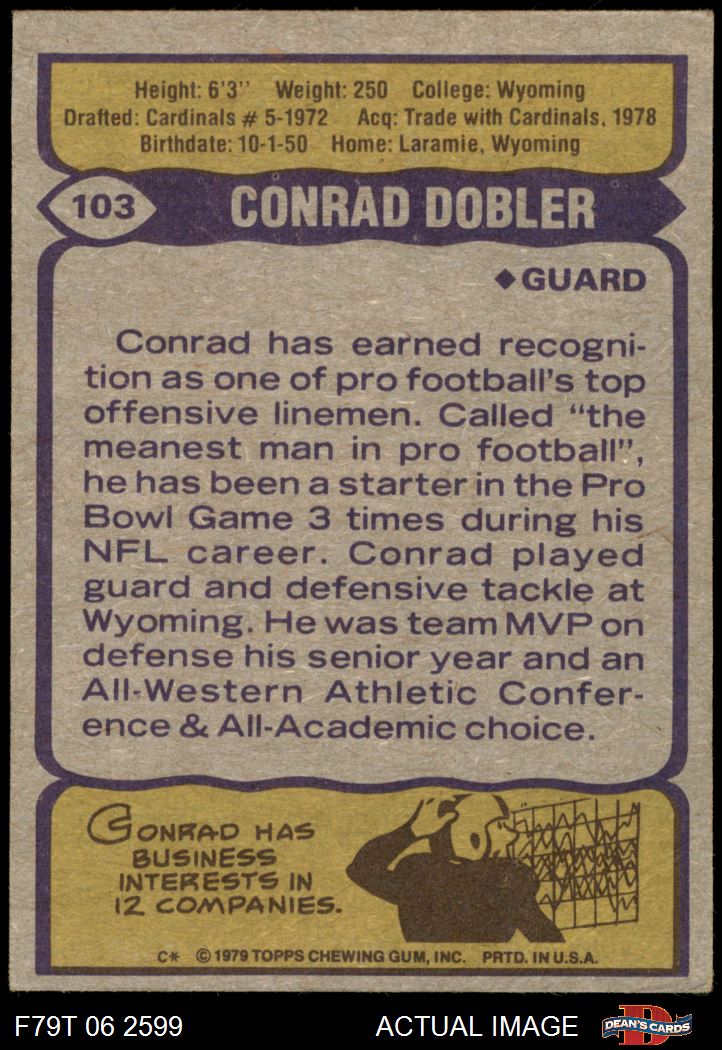 Height: 6'3'' Weight: 250 College: Wyoming
Drafted: Cardinals # 5-1972 Acq: Trade with Cardinals, 1978
Birthdate: 10-1-50 Home: Laramie, Wyoming
103 CONRAD DOBLER
◆GUARD
Conrad has earned recogni-
tion as one of pro football's top
offensive linemen. Called "the
meanest man in pro football",
he has been a starter in the Pro
Bowl Game 3 times during his
NFL career. Conrad played
guard and defensive tackle at
Wyoming. He was team MVP on
defense his senior year and an
All-Western Athletic Confer-
ence & All-Academic choice.
CONRAD HAS
BUSINESS
INTERESTS IN
12 COMPANIES.
C* © 1979 TOPPS CHEWING GUM, INC. PRTD. IN U.S.A.
F79T 06 2599 ACTUAL IMAGE DEAN'S CARDS